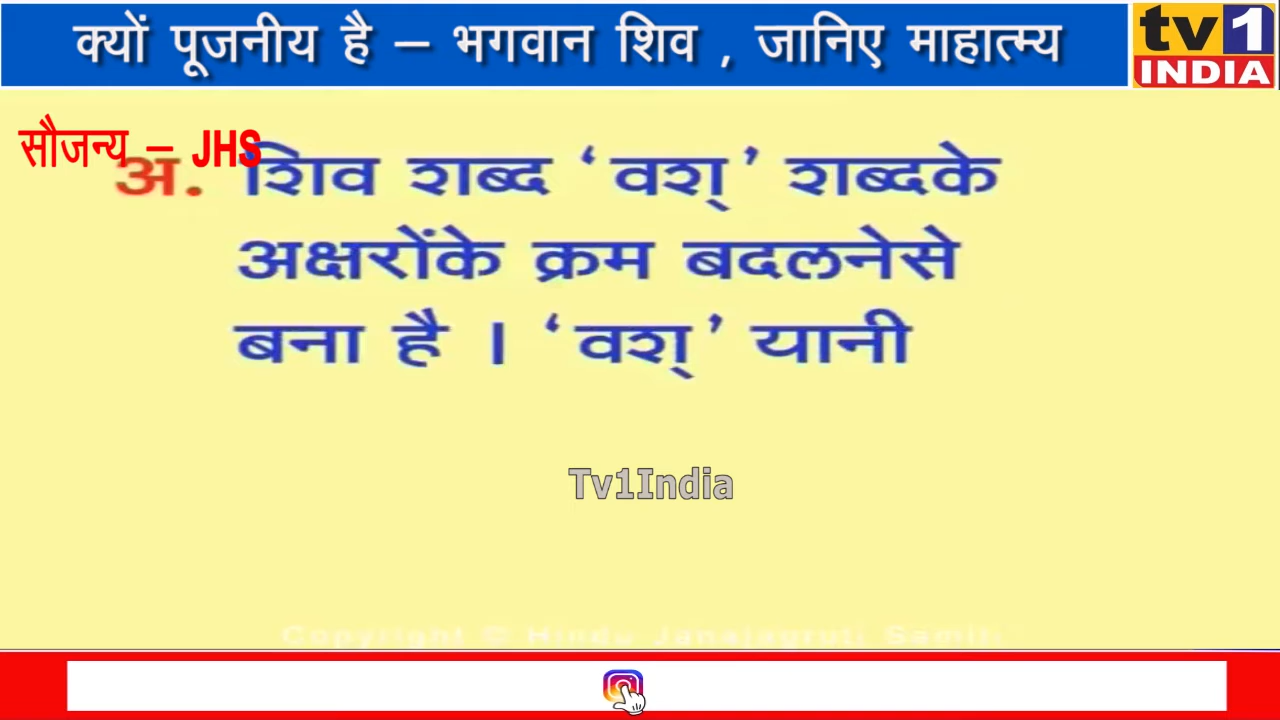 क्यों पूजनीय है – भगवान शिव , जानिए माहात्म्य
tv1
INDIA
सौजन्य – JHS
अ. शिव शब्द ‘वश्’ शब्दके
अक्षरोंके क्रम बदलनेसे
बना है । ‘वश्’ यानी
Tv1India
Copyright © Hindu Janajagruti Samiti